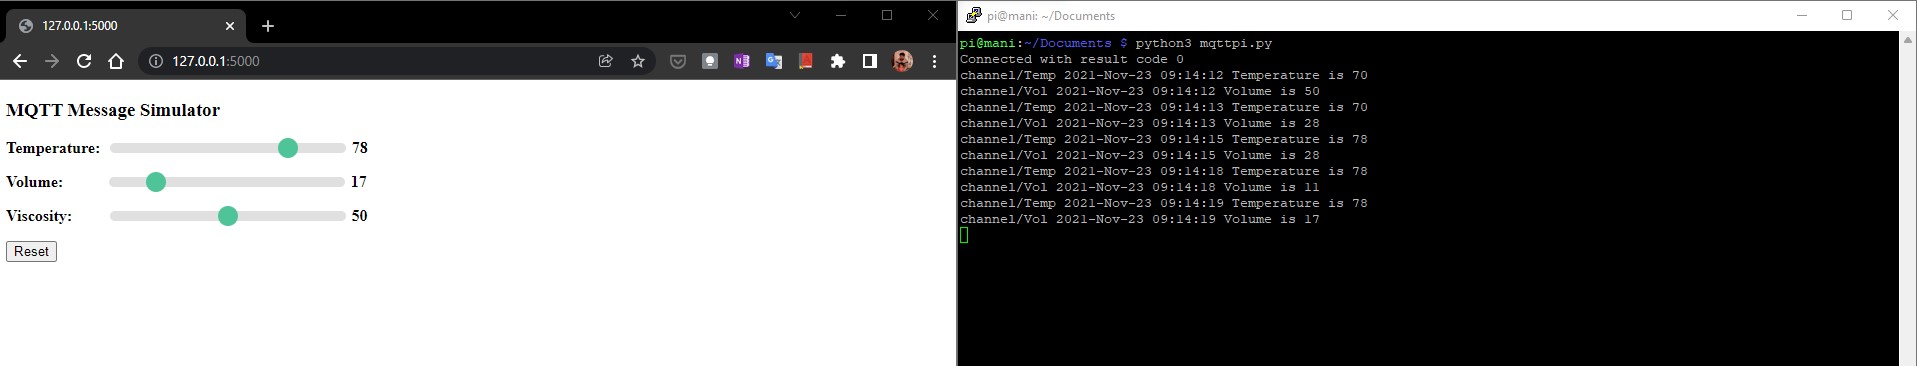 127.0.0.1:5000
127.0.0.1:5000
MQTT Message Simulator
Temperature: 78
Volume: 17
Viscosity: 50
Reset
pi@mani: ~/Documents
pi@mani:~/Documents $ python3 mqttpi.py
Connected with result code 0
channel/Temp 2021-Nov-23 09:14:12 Temperature is 70
channel/Vol 2021-Nov-23 09:14:12 Volume is 50
channel/Temp 2021-Nov-23 09:14:13 Temperature is 70
channel/Vol 2021-Nov-23 09:14:13 Volume is 28
channel/Temp 2021-Nov-23 09:14:15 Temperature is 78
channel/Vol 2021-Nov-23 09:14:15 Volume is 28
channel/Temp 2021-Nov-23 09:14:18 Temperature is 78
channel/Vol 2021-Nov-23 09:14:18 Volume is 11
channel/Temp 2021-Nov-23 09:14:19 Temperature is 78
channel/Vol 2021-Nov-23 09:14:19 Volume is 17